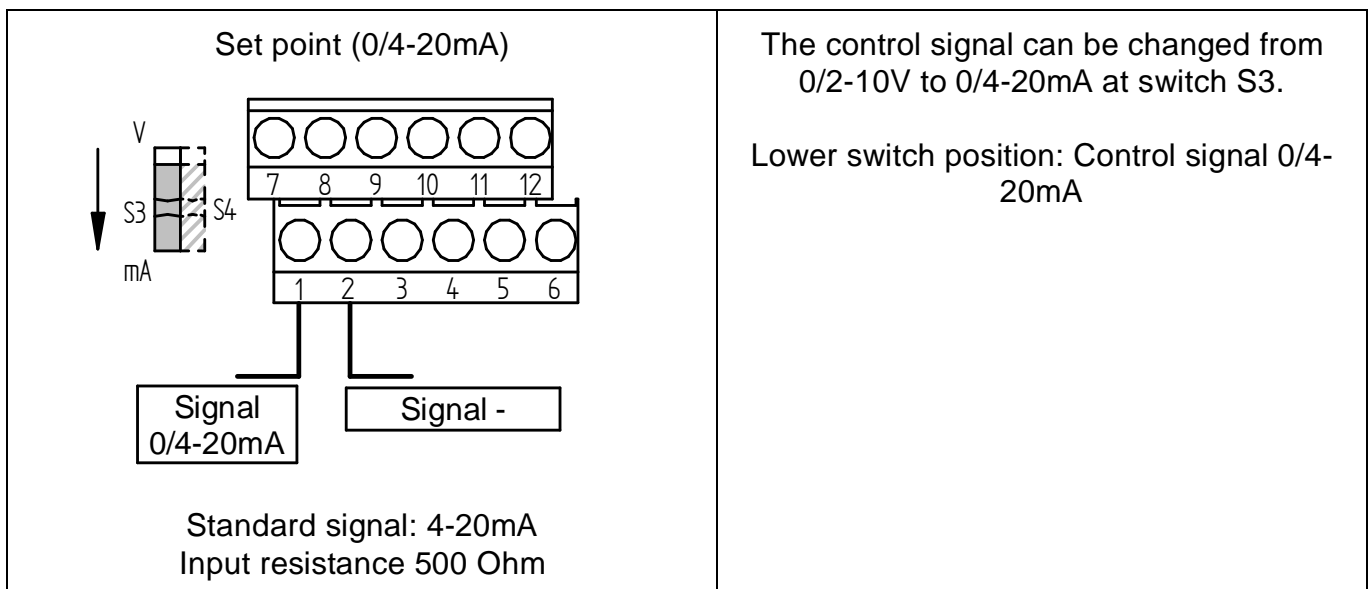 Set point (0/4-20mA)
V
S3
S4
mA
7 8 9 10 11 12
1 2 3 4 5 6
Signal
0/4-20mA
Signal -
Standard signal: 4-20mA
Input resistance 500 Ohm
The control signal can be changed from
0/2-10V to 0/4-20mA at switch S3.
Lower switch position: Control signal 0/4-
20mA